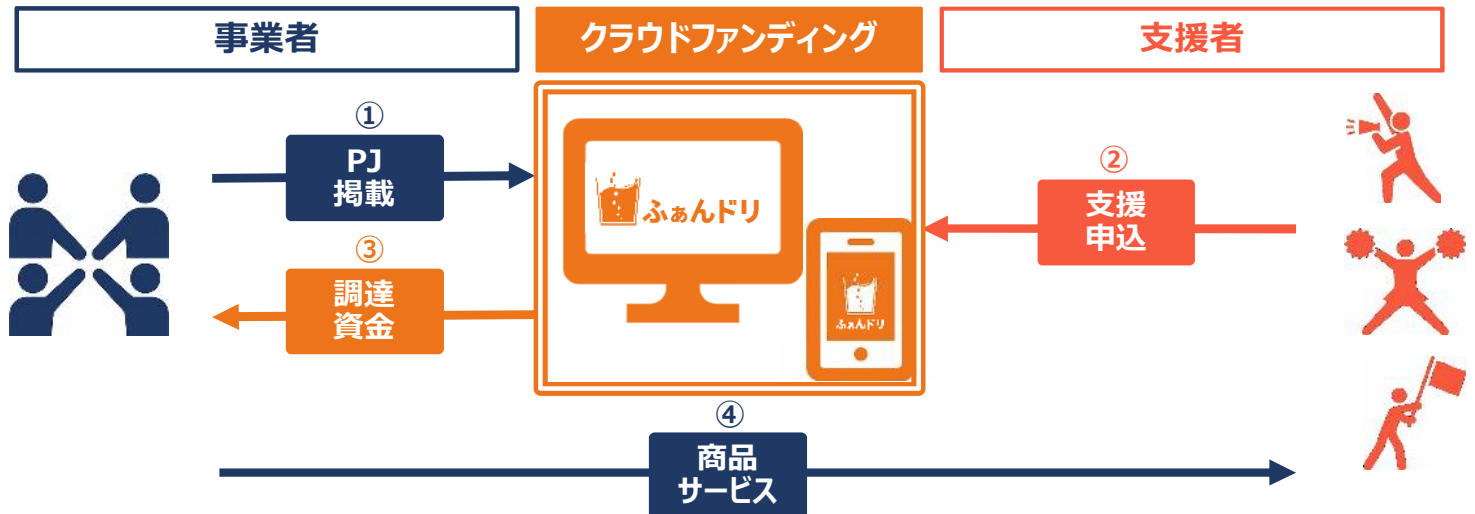 事業者
クラウドファンディング
支援者
①
PJ
掲載
②
支援
申込
③
調達
資金
ふぁんドリ
ふぁんドリ
④
商品
サービス